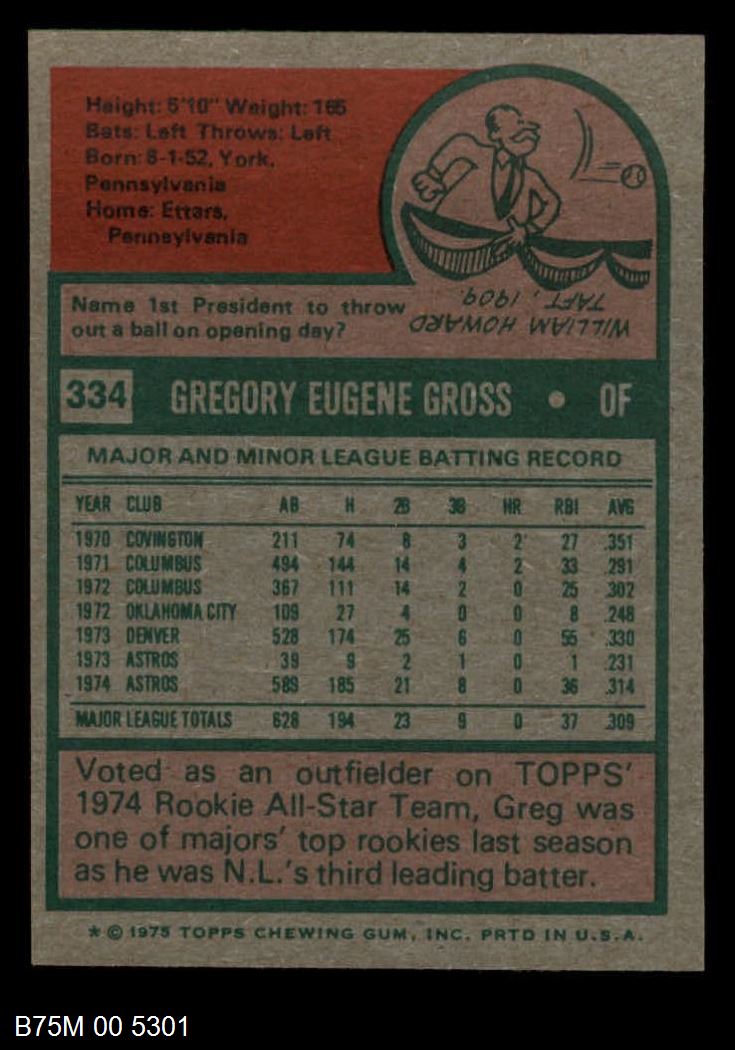 Height: 5'10" Weight: 165
Bats: Left Throws: Left
Born: 8-1-52, York,
Pennsylvania
Home: Etters,
Pennsylvania
Name 1st President to throw
out a ball on opening day?
WILLIAM HOWARD
TAFT, 1909.
334 GREGORY EUGENE GROSS • OF
MAJOR AND MINOR LEAGUE BATTING RECORD
YEAR CLUB AB H 2B 3B HR RBI AVG
1970 COVINGTON 211 74 8 3 2 27 .351
1971 COLUMBUS 494 144 14 4 2 33 .291
1972 COLUMBUS 367 111 14 2 0 25 .302
1972 OKLAHOMA CITY 109 27 4 0 0 8 .248
1973 DENVER 528 174 25 6 0 55 .330
1973 ASTROS 39 9 2 1 0 1 .231
1974 ASTROS 589 185 21 8 0 36 .314
MAJOR LEAGUE TOTALS 628 194 23 9 0 37 .309
Voted as an outfielder on TOPPS'
1974 Rookie All-Star Team, Greg was
one of majors' top rookies last season
as he was N.L.'s third leading batter.
* © 1975 TOPPS CHEWING GUM, INC. PRTD IN U.S.A.
B75M 00 5301